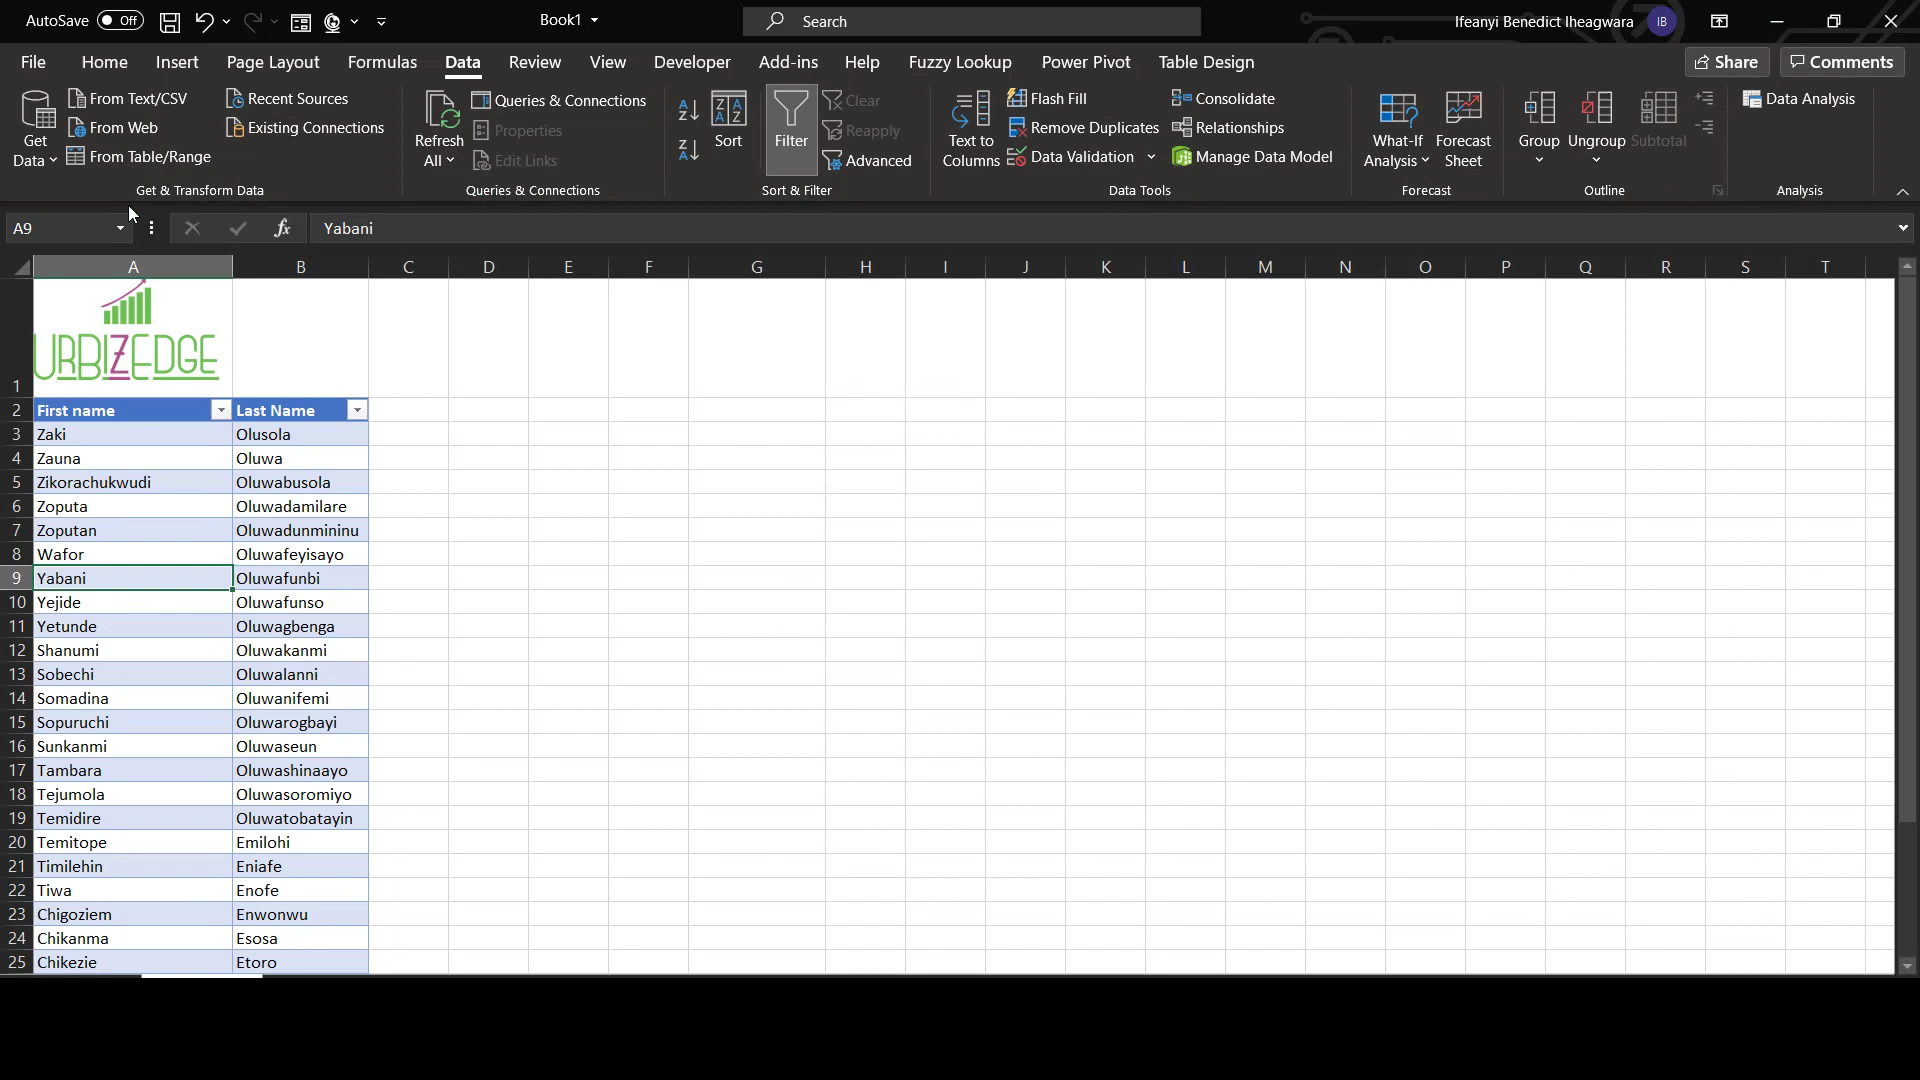 AutoSave Off Book1 Search Ifeanyi Benedict Iheagwara IB
File Home Insert Page Layout Formulas Data Review View Developer Add-ins Help Fuzzy Lookup Power Pivot Table Design Share Comments
Get Data
From Text/CSV
From Web
From Table/Range
Recent Sources
Existing Connections
Get & Transform Data
Refresh All
Queries & Connections
Properties
Edit Links
Queries & Connections
Sort
Filter
Clear
Reapply
Advanced
Sort & Filter
Text to Columns
Flash Fill
Remove Duplicates
Data Validation
Consolidate
Relationships
Manage Data Model
Data Tools
What-If Analysis
Forecast Sheet
Forecast
Group
Ungroup
Subtotal
Outline
Data Analysis
Analysis
A9 fx Yabani
A B C D E F G H I J K L M N O P Q R S T
URBIZEDGE
1
2 First name Last Name
3 Zaki Olusola
4 Zauna Oluwa
5 Zikorachukwudi Oluwabusola
6 Zoputa Oluwadamilare
7 Zoputan Oluwadunmininu
8 Wafor Oluwafeyisayo
9 Yabani Oluwafunbi
10 Yejide Oluwafunso
11 Yetunde Oluwagbenga
12 Shanumi Oluwakanmi
13 Sobechi Oluwalanni
14 Somadina Oluwanifemi
15 Sopuruchi Oluwarogbayi
16 Sunkanmi Oluwaseun
17 Tambara Oluwashinaayo
18 Tejumola Oluwasoromiyo
19 Temidire Oluwatobatayin
20 Temitope Emilohi
21 Timilehin Eniafe
22 Tiwa Enofe
23 Chigoziem Enwonwu
24 Chikanma Esosa
25 Chikezie Etoro